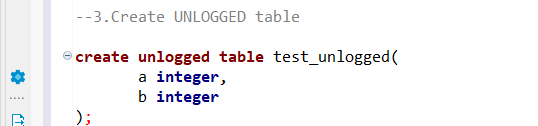 --3.Create UNLOGGED table
create unlogged table test_unlogged(
a integer,
b integer
);